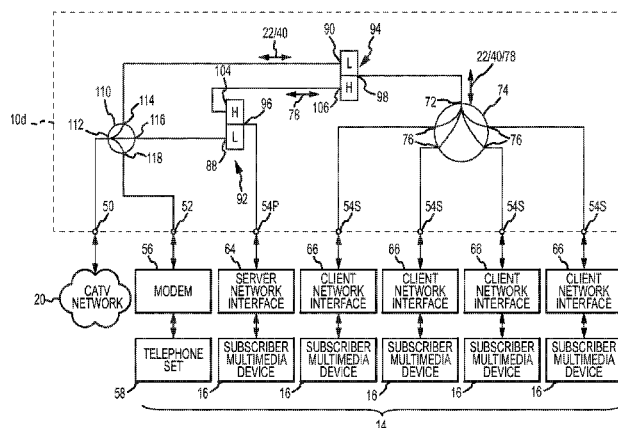 22/40
90
94
L
H
22/40/78
104
78
106
98
72
74
110
114
H
96
10d
112
116
L
76
76
118
88
92
50
52
54P
54S
54S
54S
54S
56
64
66
66
66
66
20
CATV
NETWORK
MODEM
SERVER NETWORK
INTERFACE
CLIENT NETWORK
INTERFACE
CLIENT
NETWORK
INTERFACE
CLIENT
NETWORK
INTERFACE
CLIENT NETWORK
INTERFACE
TELEPHONE
SET
SUBSCRIBER
MULTIMEDIA
DEVICE
SUBSCRIBER
MULTIMEDIA
DEVICE
SUBSCRIBER
MULTIMEDIA
DEVICE
SUBSCRIBER
MULTIMEDIA
DEVICE
SUBSCRIBER
MULTIMEDIA
DEVICE
58
16
16
16
16
16
14